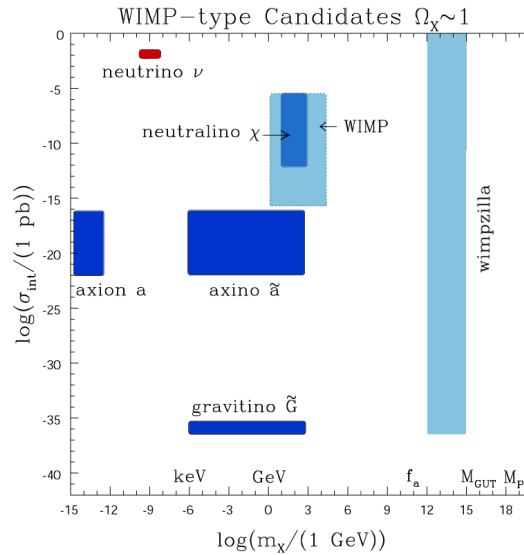 WIMP-type Candidates Ω_X~1
0
-5
-10
-15
-20
-25
-30
-35
-40
log(σ_int/(1 pb))
neutrino ν
neutralino χ
WIMP
wimpzilla
axion a
axino ã
gravitino G̃
keV
GeV
f_a
M_GUT
M_P
-15
-12
-9
-6
-3
0
3
6
9
12
15
18
log(m_X/(1 GeV))